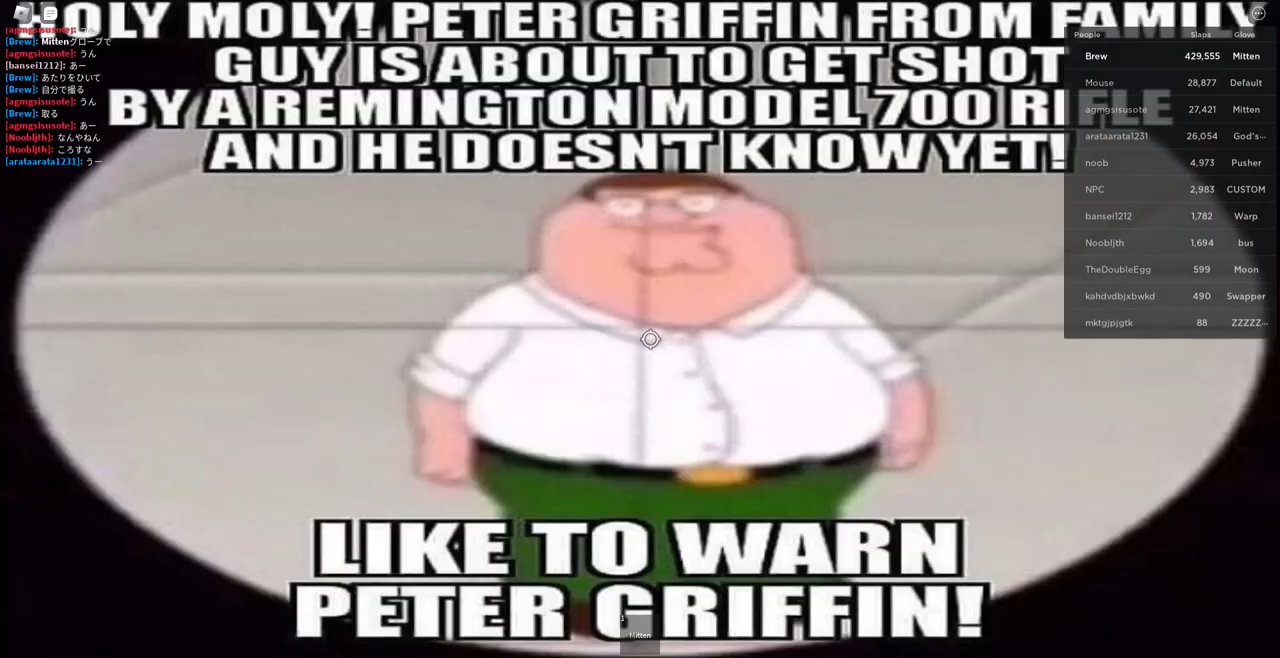 HOLY MOLY! PETER GRIFFIN FROM FAMILY
GUY IS ABOUT TO GET SHOT
BY A REMINGTON MODEL 700 RIFLE
AND HE DOESN'T KNOW YET!
LIKE TO WARN
PETER GRIFFIN!
[agmgsisusote]:
[Brew]: Mittenグローブで
[agmgsisusote]: うん
[bansei1212]: あー
[Brew]: あたりをひいて
[Brew]: 自分で撮る
[agmgsisusote]: うん
[Brew]: 取る
[agmgsisusote]: あー
[Noobljth]: なんやねん
[Noobljth]: ころすな
[arataarata1231]: うー
People Slaps Glove
Brew 429,555 Mitten
Mouse 28,877 Default
agmgsisusote 27,421 Mitten
arataarata1231 26,054 God's...
noob 4,973 Pusher
NPC 2,983 CUSTOM
bansei1212 1,782 Warp
Noobljth 1,694 bus
TheDoubleEgg 599 Moon
kahdvdbjxbwkd 490 Swapper
mktgjpjgtk 88 ZZZZZ...
1
Mitten